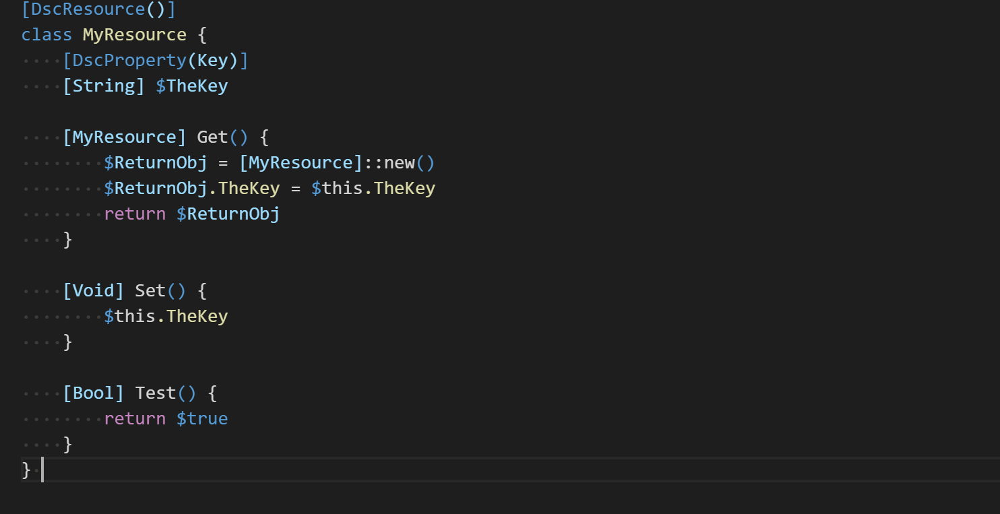 [DscResource()]
class MyResource {
    [DscProperty(Key)]
    [String] $TheKey

    [MyResource] Get() {
        $ReturnObj = [MyResource]::new()
        $ReturnObj.TheKey = $this.TheKey
        return $ReturnObj
    }

    [Void] Set() {
        $this.TheKey
    }

    [Bool] Test() {
        return $true
    }
}